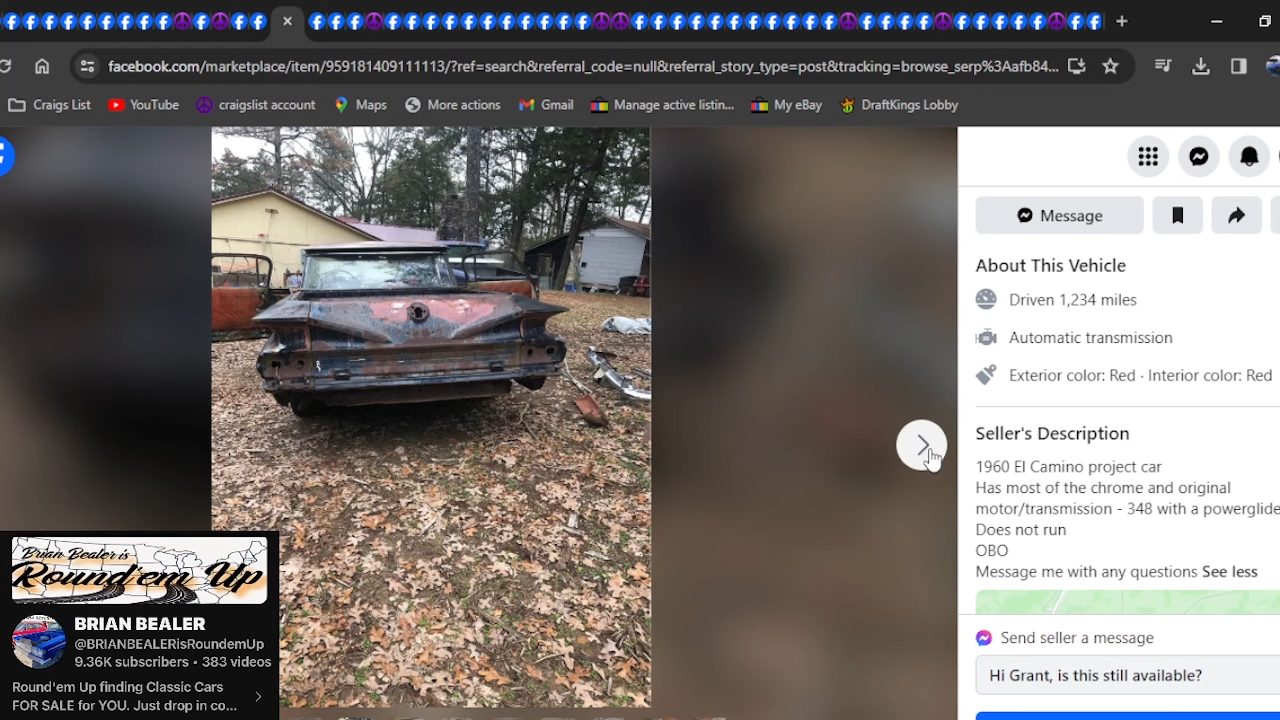 facebook.com/marketplace/item/959181409111113/?ref=search&referral_code=null&referral_story_type=post&tracking=browse_serp%3Aafb84...
Craigs List YouTube craigslist account Maps More actions Gmail Manage active listin... My eBay DraftKings Lobby
Message
About This Vehicle
Driven 1,234 miles
Automatic transmission
Exterior color: Red · Interior color: Red
Seller's Description
1960 El Camino project car
Has most of the chrome and original
motor/transmission - 348 with a powerglide
Does not run
OBO
Message me with any questions See less
Send seller a message
Hi Grant, is this still available?
Brian Bealer is
Round'em Up
BRIAN BEALER
@BRIANBEALERisRoundemUp
9.36K subscribers • 383 videos
Round'em Up finding Classic Cars
FOR SALE for YOU. Just drop in co...